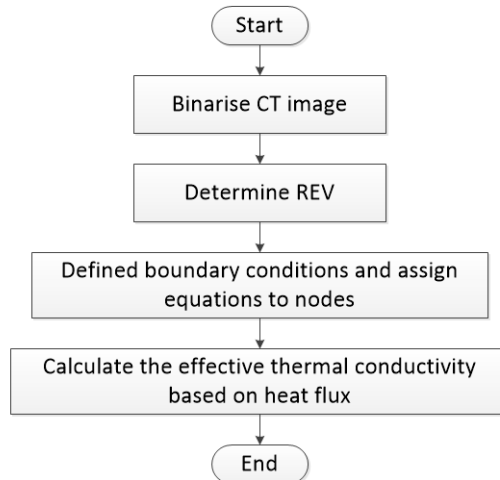 Start
Binarise CT image
Determine REV
Defined boundary conditions and assign
equations to nodes
Calculate the effective thermal conductivity
based on heat flux
End